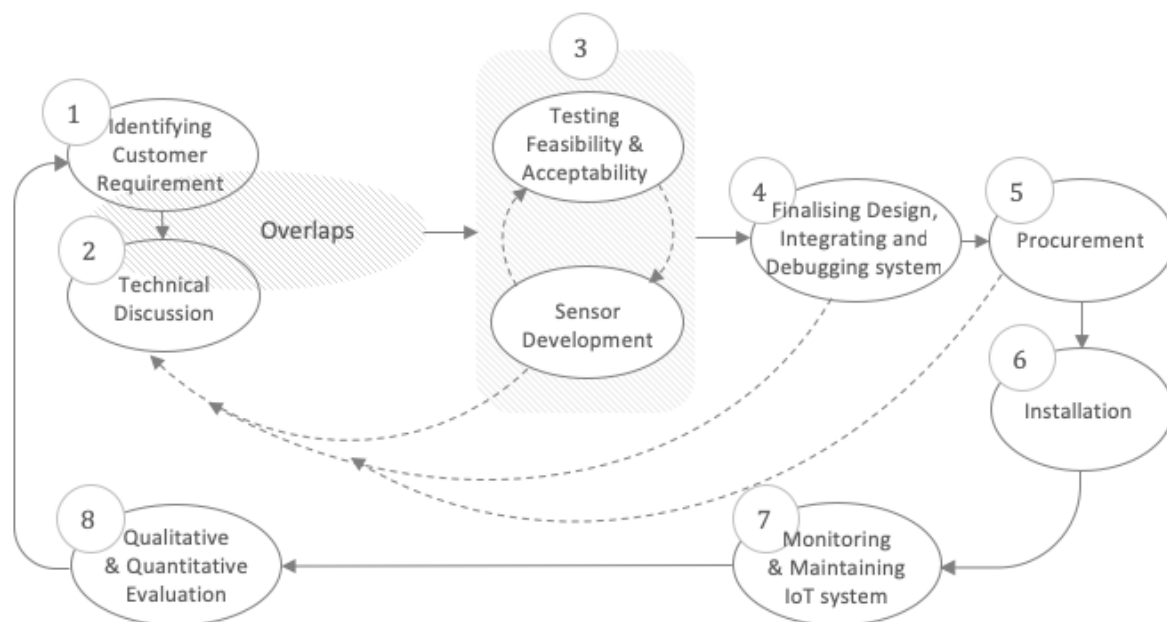 1
Identifying
Customer
Requirement
2
Technical
Discussion
Overlaps
3
Testing
Feasibility &
Acceptability
Sensor
Development
4
Finalising Design,
Integrating and
Debugging system
5
Procurement
6
Installation
7
Monitoring
& Maintaining
IoT system
8
Qualitative
& Quantitative
Evaluation